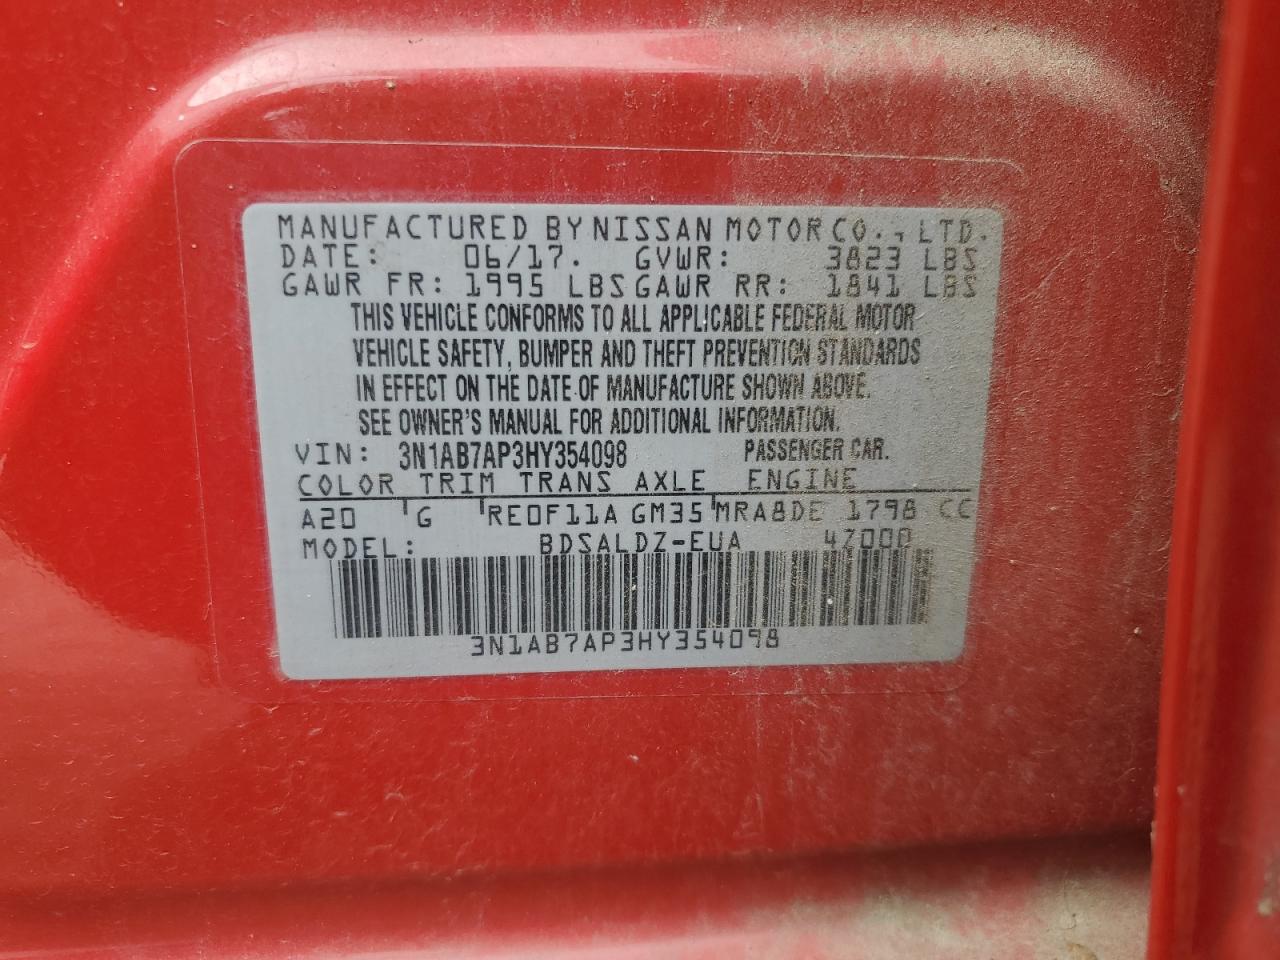 MANUFACTURED BY NISSAN MOTOR CO., LTD.
DATE: 06/17. GVWR: 3823 LBS
GAWR FR: 1995 LBS GAWR RR: 1841 LBS
THIS VEHICLE CONFORMS TO ALL APPLICABLE FEDERAL MOTOR
VEHICLE SAFETY, BUMPER AND THEFT PREVENTION STANDARDS
IN EFFECT ON THE DATE OF MANUFACTURE SHOWN ABOVE.
SEE OWNER'S MANUAL FOR ADDITIONAL INFORMATION.
VIN: 3N1AB7AP3HY354098 PASSENGER CAR.
COLOR TRIM TRANS AXLE ENGINE
A20 G RE0F11A GM35 MRA8DE 1798 CC
MODEL: BDSALDZ-EUA 4Z000
3N1AB7AP3HY354098